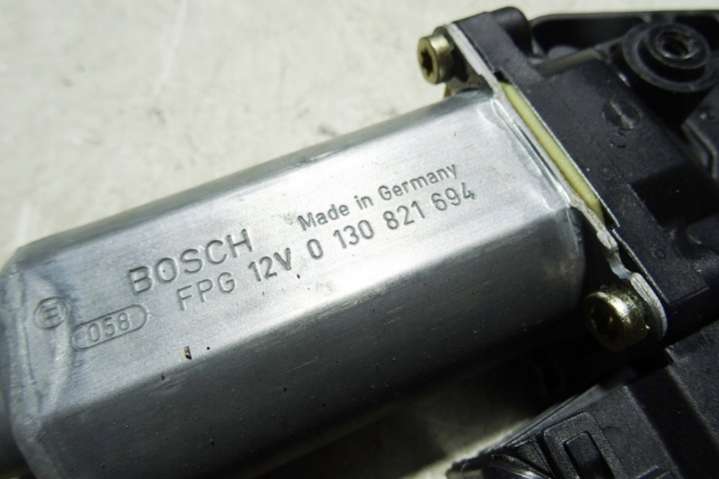 BOSCH Made in Germany
FPG 12V 0 130 821 694
058